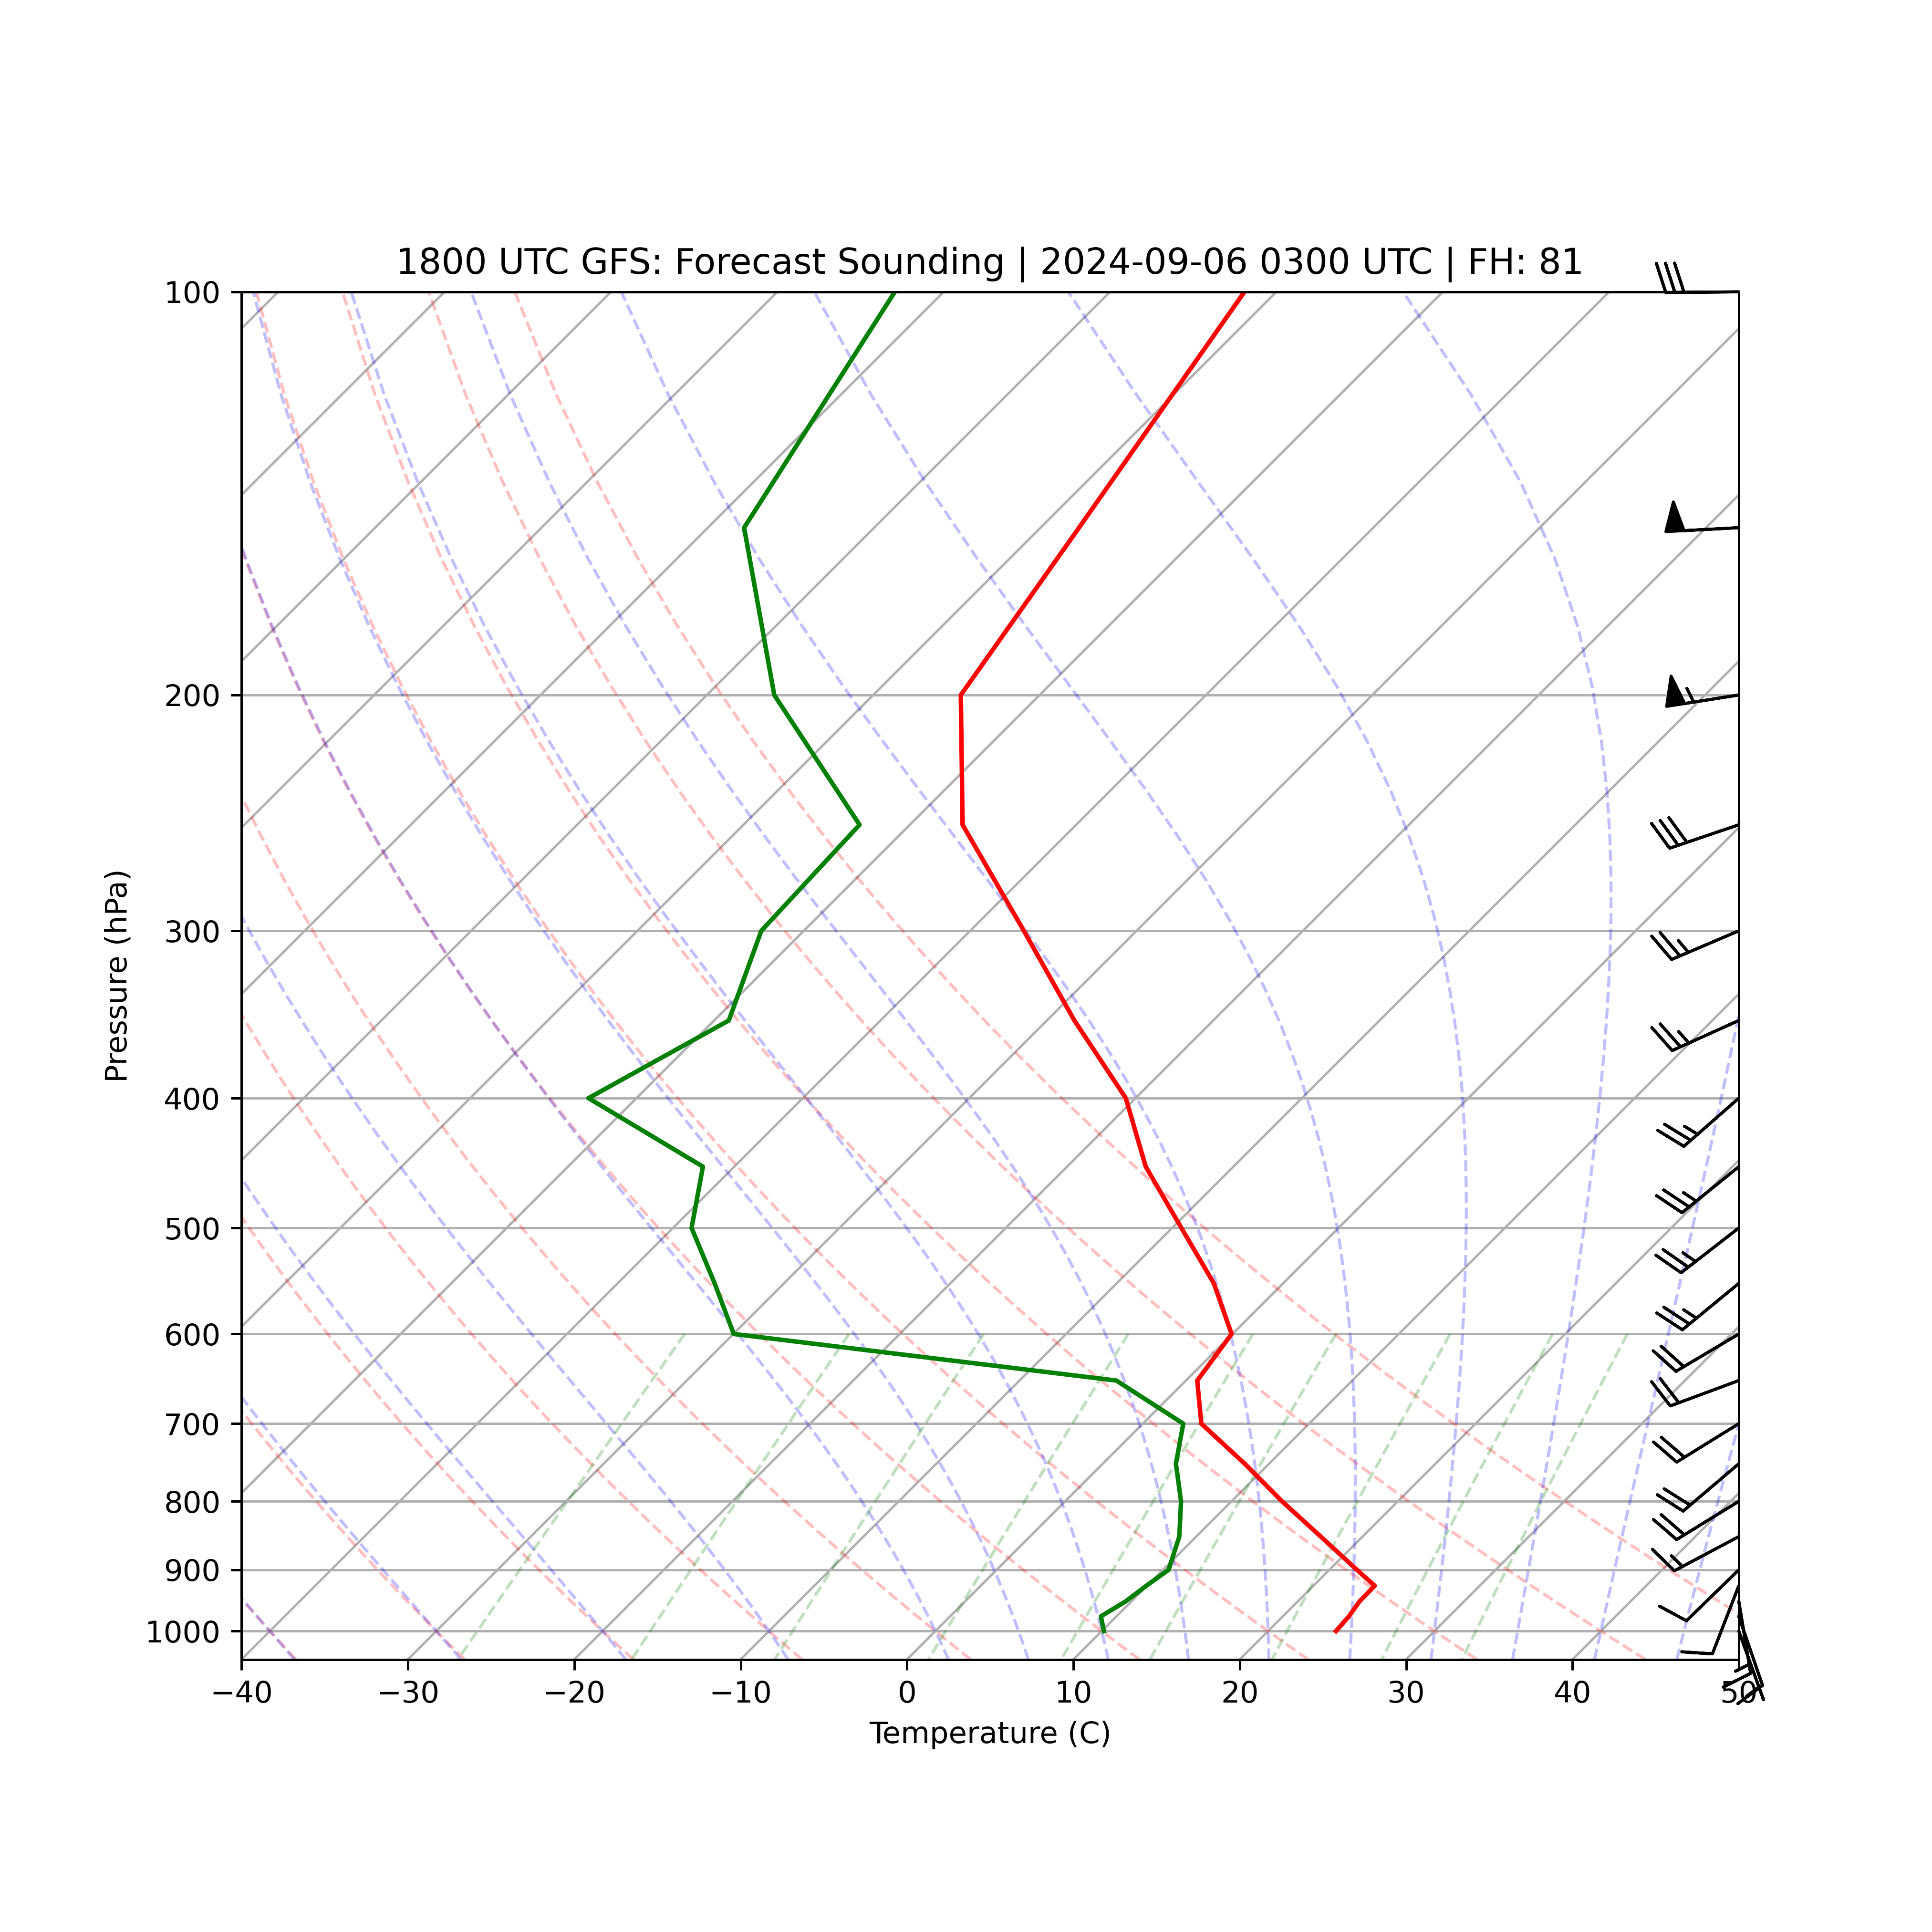 1800 UTC GFS: Forecast Sounding | 2024-09-06 0300 UTC | FH: 81
100
200
300
400
500
600
700
800
900
1000
Pressure (hPa)
−40 −30 −20 −10 0 10 20 30 40 50
Temperature (C)